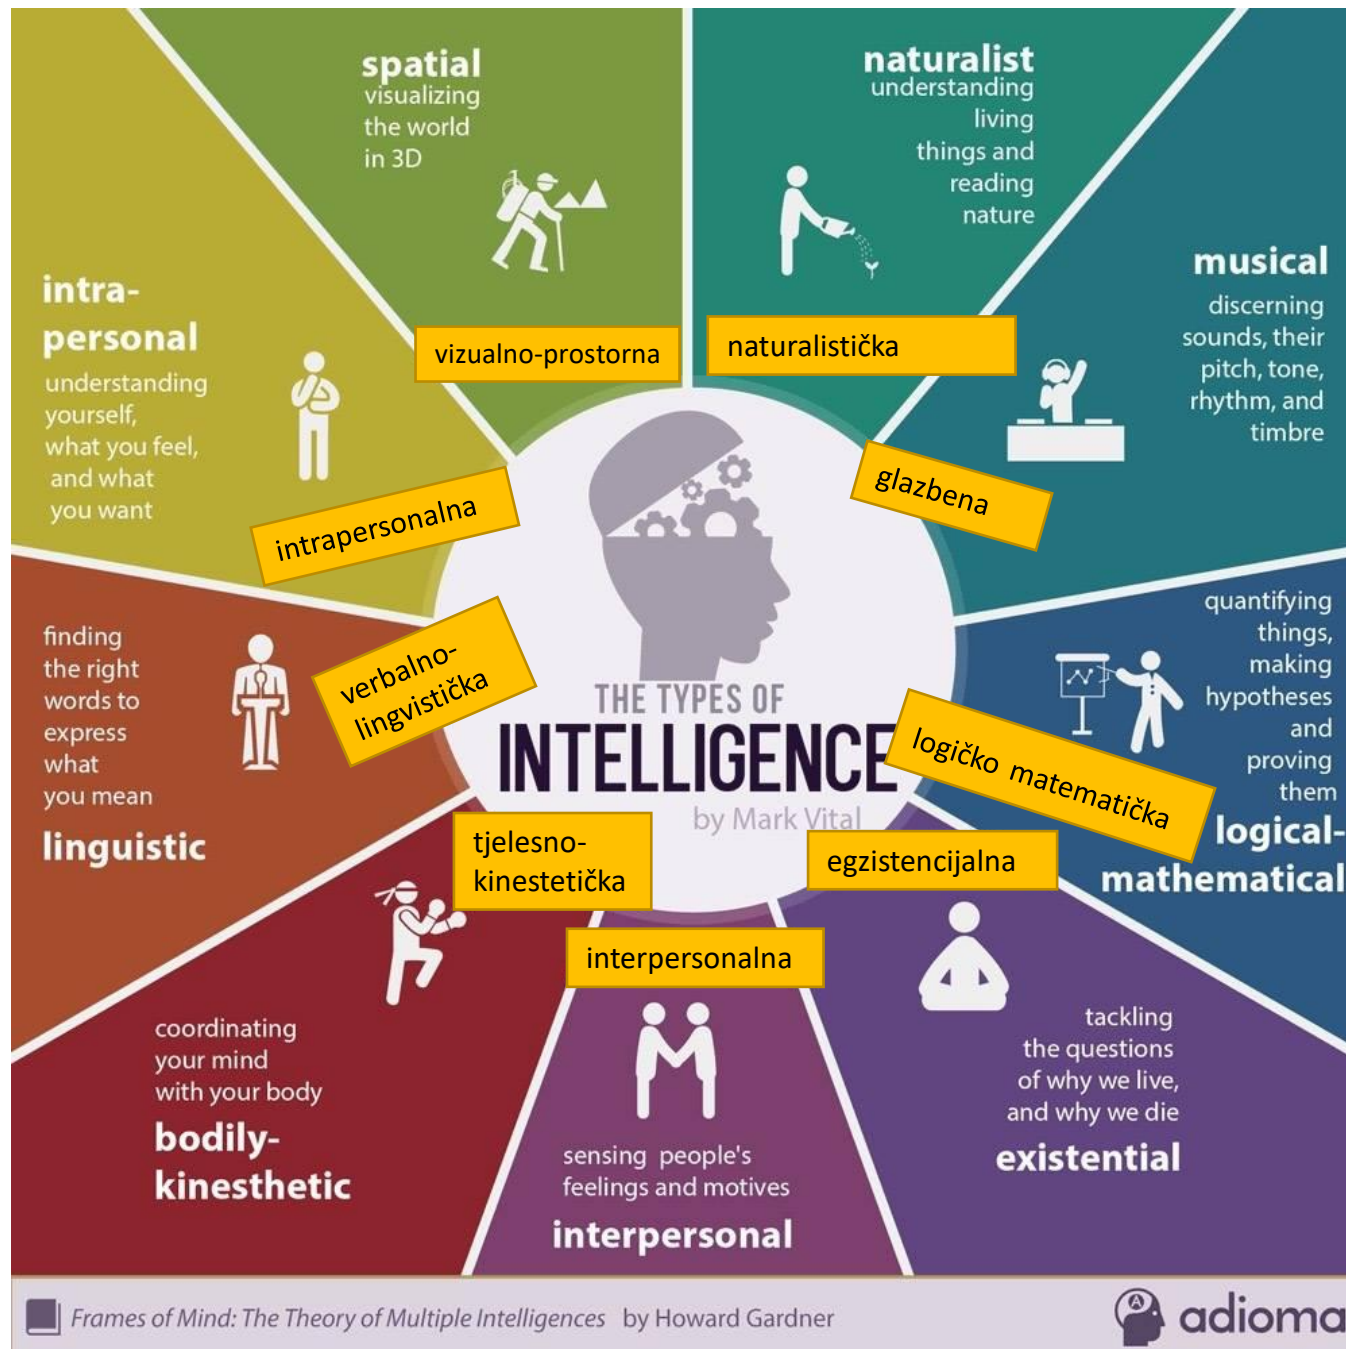 spatial
visualizing
the world
in 3D
vizualno-prostorna
naturalist
understanding
living
things and
reading
nature
naturalistička
musical
discerning
sounds, their
pitch, tone,
rhythm, and
timbre
glazbena
intra-
personal
understanding
yourself,
what you feel,
and what
you want
intrapersonalna
finding
the right
words to
express
what
you mean
linguistic
verbalno-
lingvistička
THE TYPES OF
INTELLIGENCE
by Mark Vital
quantifying
things,
making
hypotheses
and
proving
them
logical-
mathematical
logičko matematička
tjelesno-
kinestetička
coordinating
your mind
with your body
bodily-
kinesthetic
interpersonalna
sensing people's
feelings and motives
interpersonal
egzistencijalna
tackling
the questions
of why we live,
and why we die
existential
Frames of Mind: The Theory of Multiple Intelligences by Howard Gardner
A
adioma